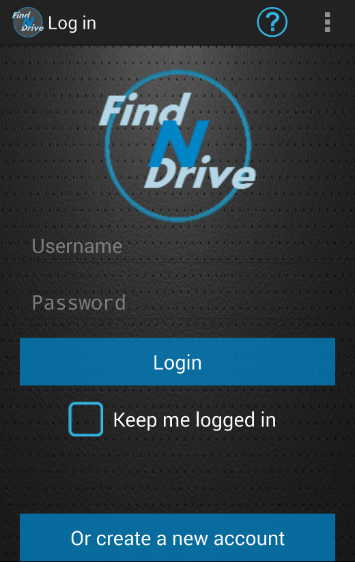 Find N Drive
Log in
?
Find
N
Drive
Username
Password
Login
Keep me logged in
Or create a new account